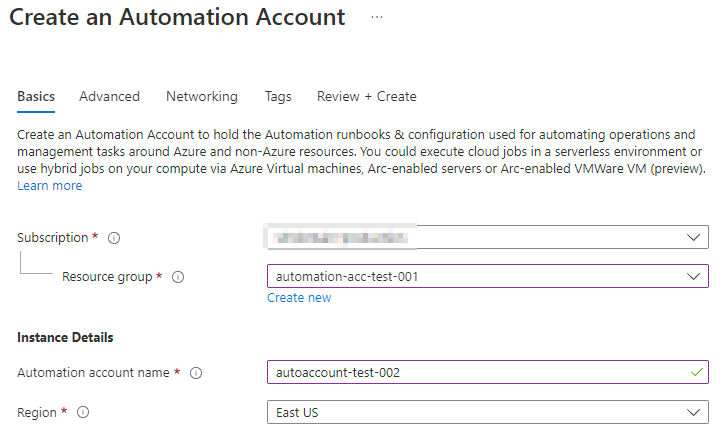 Create an Automation Account ...
Basics Advanced Networking Tags Review + Create
Create an Automation Account to hold the Automation runbooks & configuration used for automating operations and
management tasks around Azure and non-Azure resources. You could execute cloud jobs in a serverless environment or
use hybrid jobs on your compute via Azure Virtual machines, Arc-enabled servers or Arc-enabled VMWare VM (preview).
Learn more
Subscription *
Resource group * automation-acc-test-001
Create new
Instance Details
Automation account name * autoaccount-test-002
Region * East US